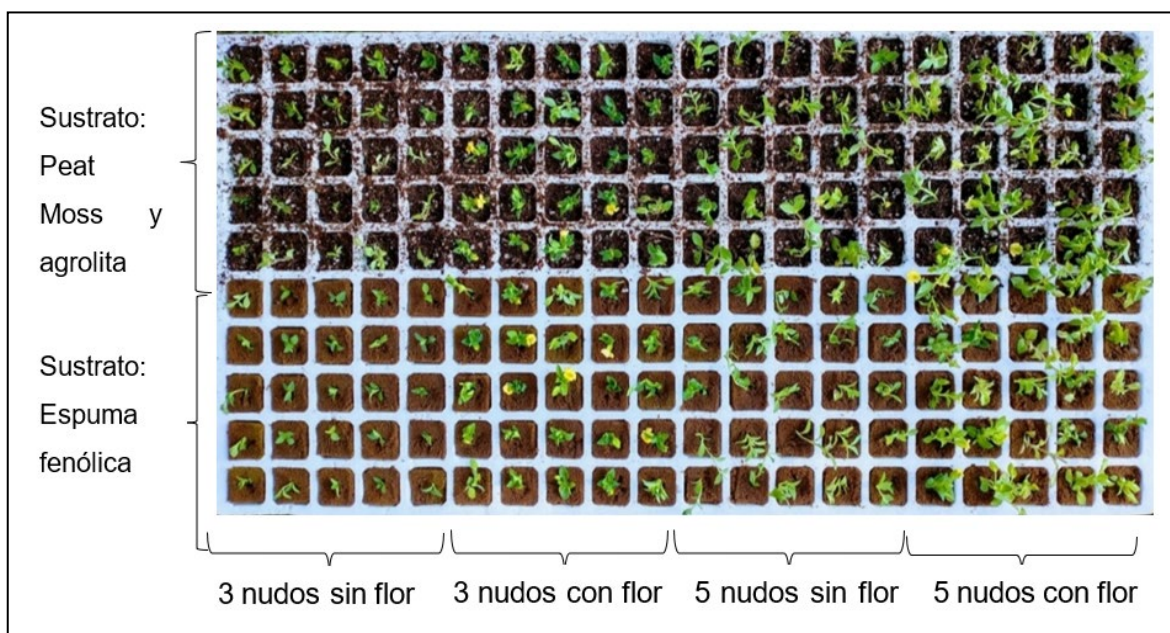 Sustrato:
Peat
Moss y
agrolita
Sustrato:
Espuma
fenólica
3 nudos sin flor
3 nudos con flor
5 nudos sin flor
5 nudos con flor